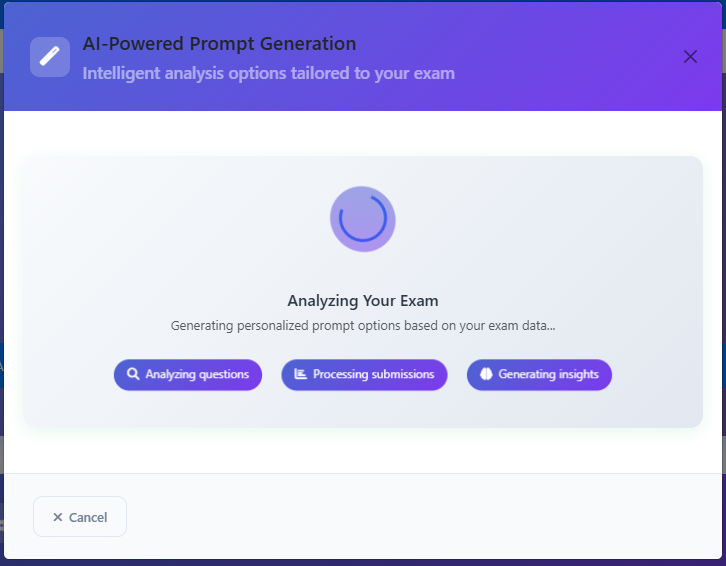 AI-Powered Prompt Generation
Intelligent analysis options tailored to your exam
Analyzing Your Exam
Generating personalized prompt options based on your exam data...
Analyzing questions
Processing submissions
Generating insights
Cancel